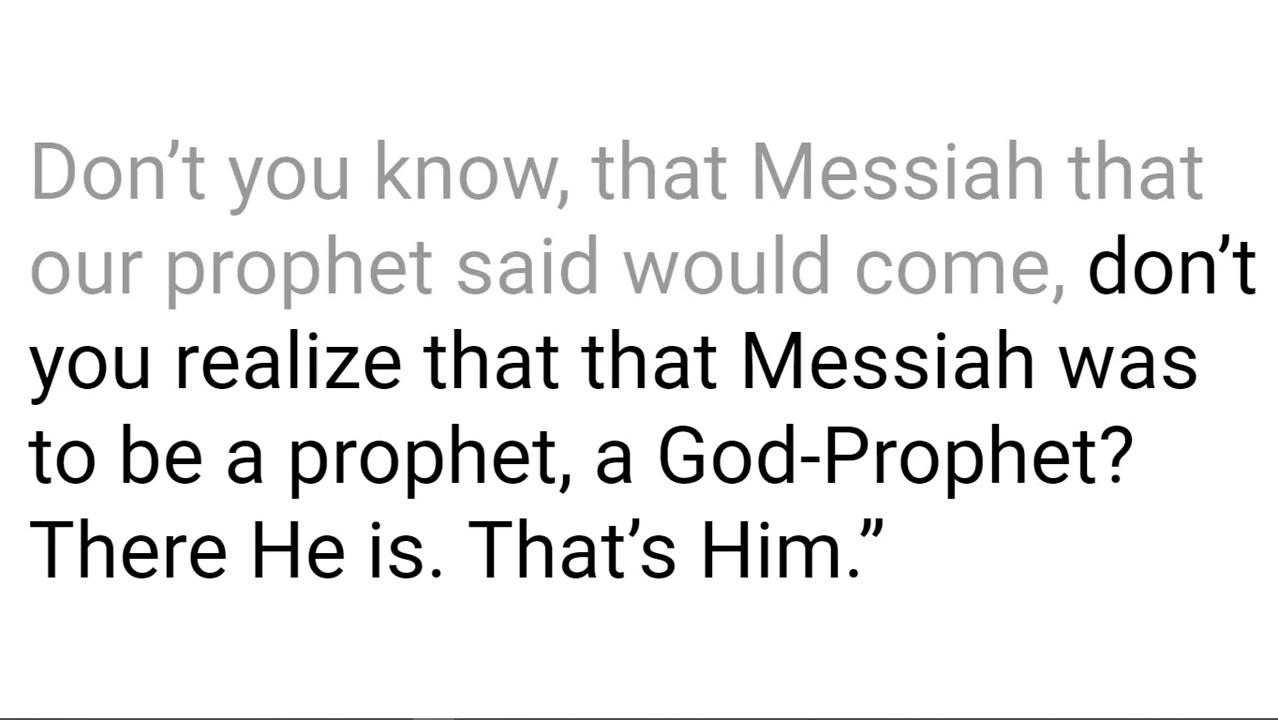 Don’t you know, that Messiah that
our prophet said would come, don’t
you realize that that Messiah was
to be a prophet, a God-Prophet?
There He is. That’s Him.”